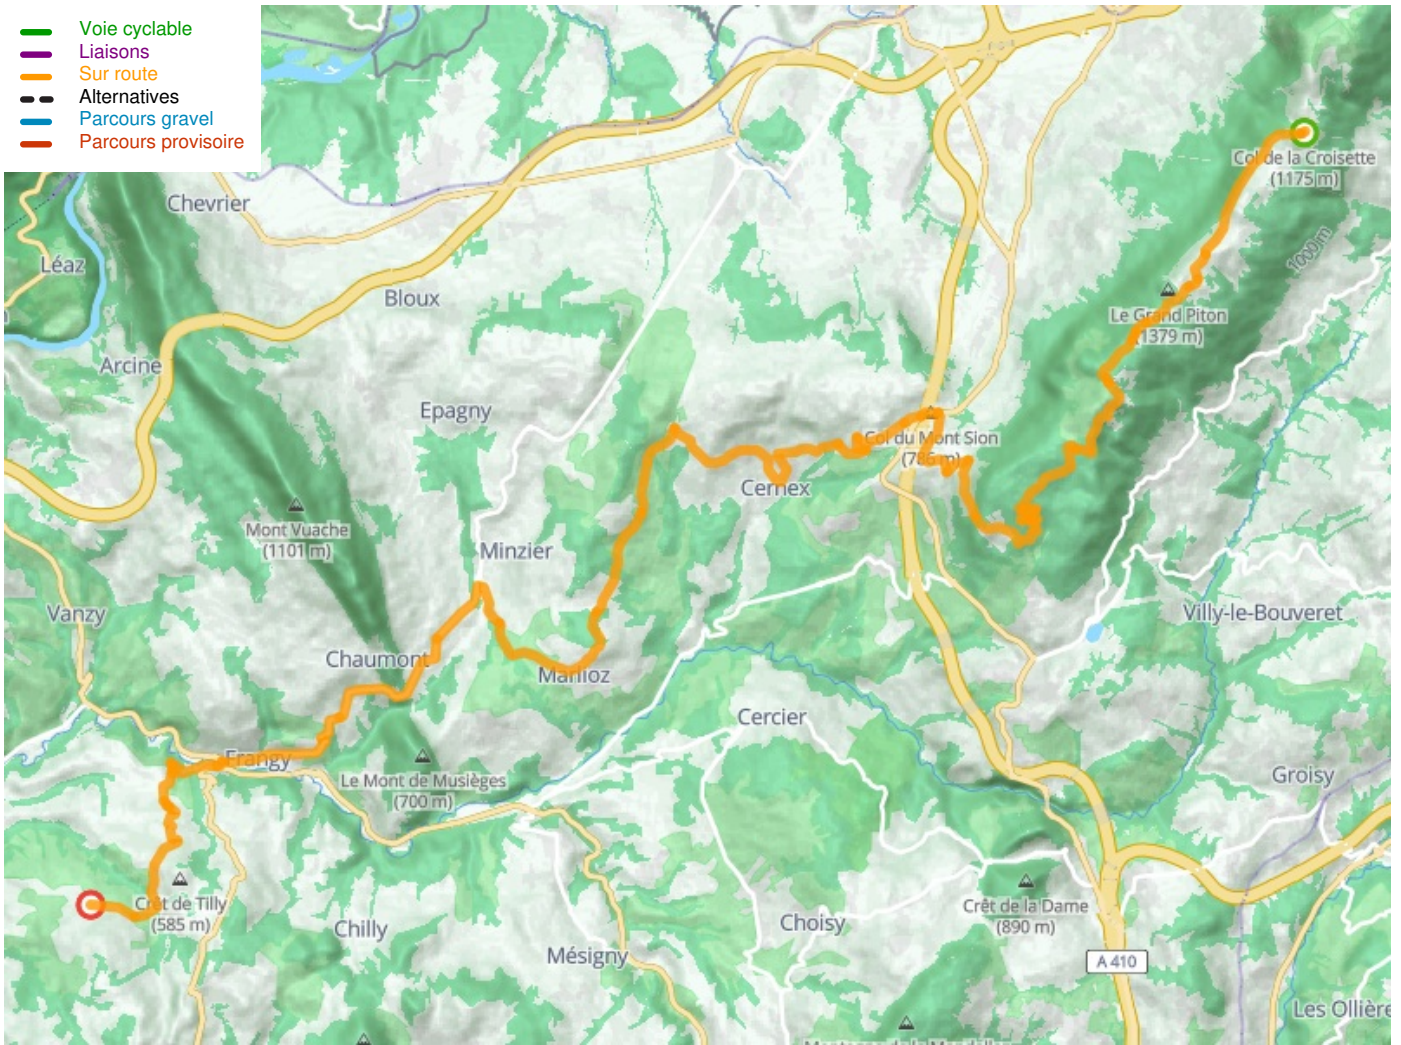 Voie cyclable
Liaisons
Sur route
Alternatives
Parcours gravel
Parcours provisoire
Col de la Croisette
(1175 m)
Chevrier
1000 m
Léaz
Bloux
Le Grand Piton
(1379 m)
Arcine
Epagny
Col du Mont Sion
(786 m)
Cernex
Mont Vuache
(1101 m)
Minzier
Vanzy
Villy-le-Bouveret
Chaumont
Marlioz
Cercier
Frangy
Le Mont de Musièges
(700 m)
Groisy
Crêt de Tilly
(585 m)
Crêt de la Dame
(890 m)
Choisy
Chilly
Mésigny
A 410
Les Ollière